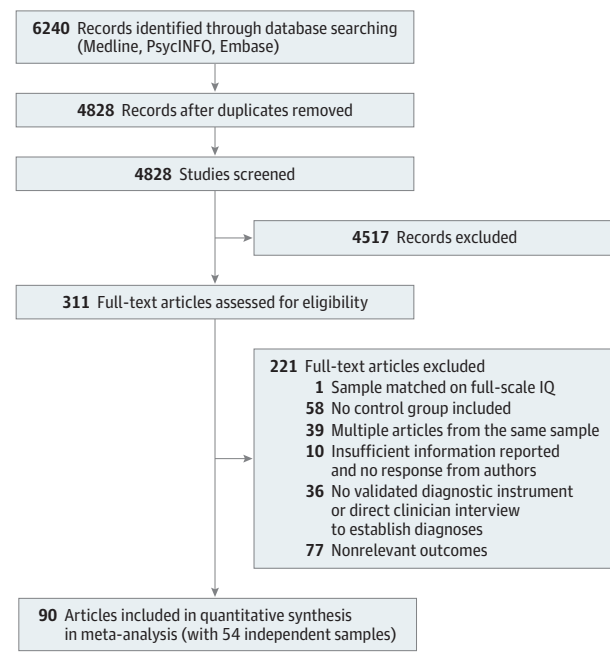 6240 Records identified through database searching
(Medline, PsycINFO, Embase)
4828 Records after duplicates removed
4828 Studies screened
4517 Records excluded
311 Full-text articles assessed for eligibility
221 Full-text articles excluded
1 Sample matched on full-scale IQ
58 No control group included
39 Multiple articles from the same sample
10 Insufficient information reported
and no response from authors
36 No validated diagnostic instrument
or direct clinician interview
to establish diagnoses
77 Nonrelevant outcomes
90 Articles included in quantitative synthesis
in meta-analysis (with 54 independent samples)